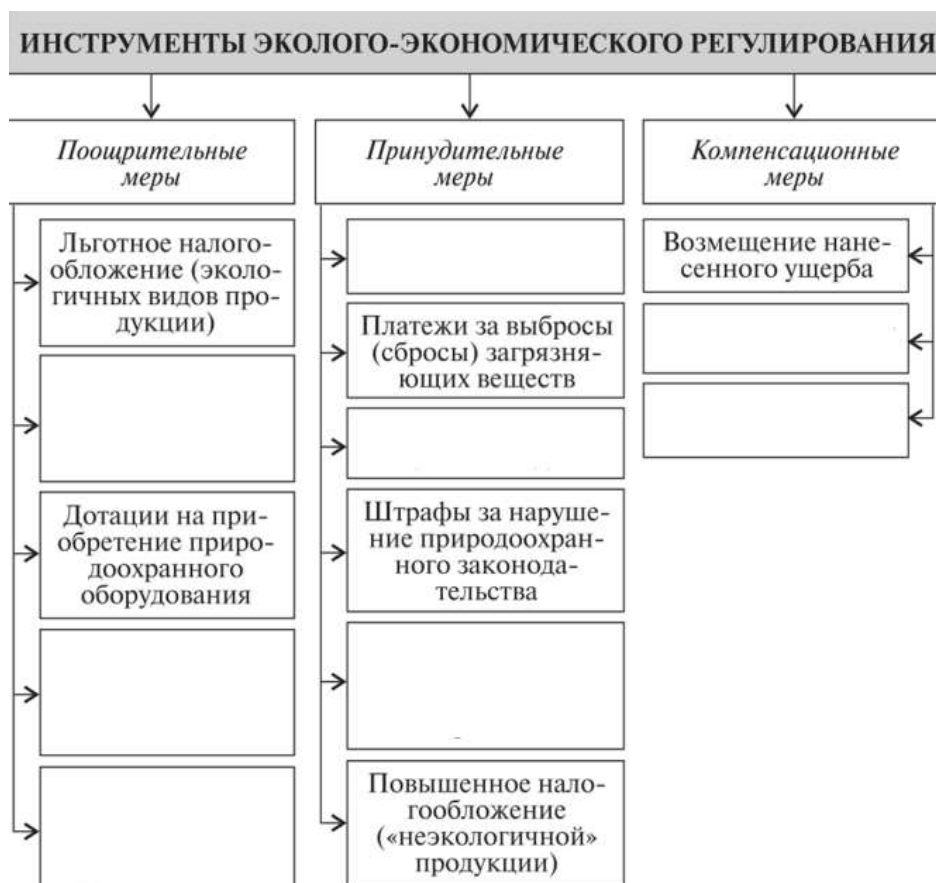 ИНСТРУМЕНТЫ ЭКОЛОГО-ЭКОНОМИЧЕСКОГО РЕГУЛИРОВАНИЯ
Поощрительные
меры
Льготное налого-
обложение (эколо-
гичных видов про-
дукции)
Дотации на при-
обретение приро-
доохранного
оборудования
Принудительные
меры
Платежи за выбросы
(сбросы) загрязня-
ющих веществ
Штрафы за наруше-
ние природоохран-
ного законода-
тельства
Повышенное нало-
гообложение
(«неэкологичной»
продукции)
Компенсационные
меры
Возмещение нане-
сенного ущерба